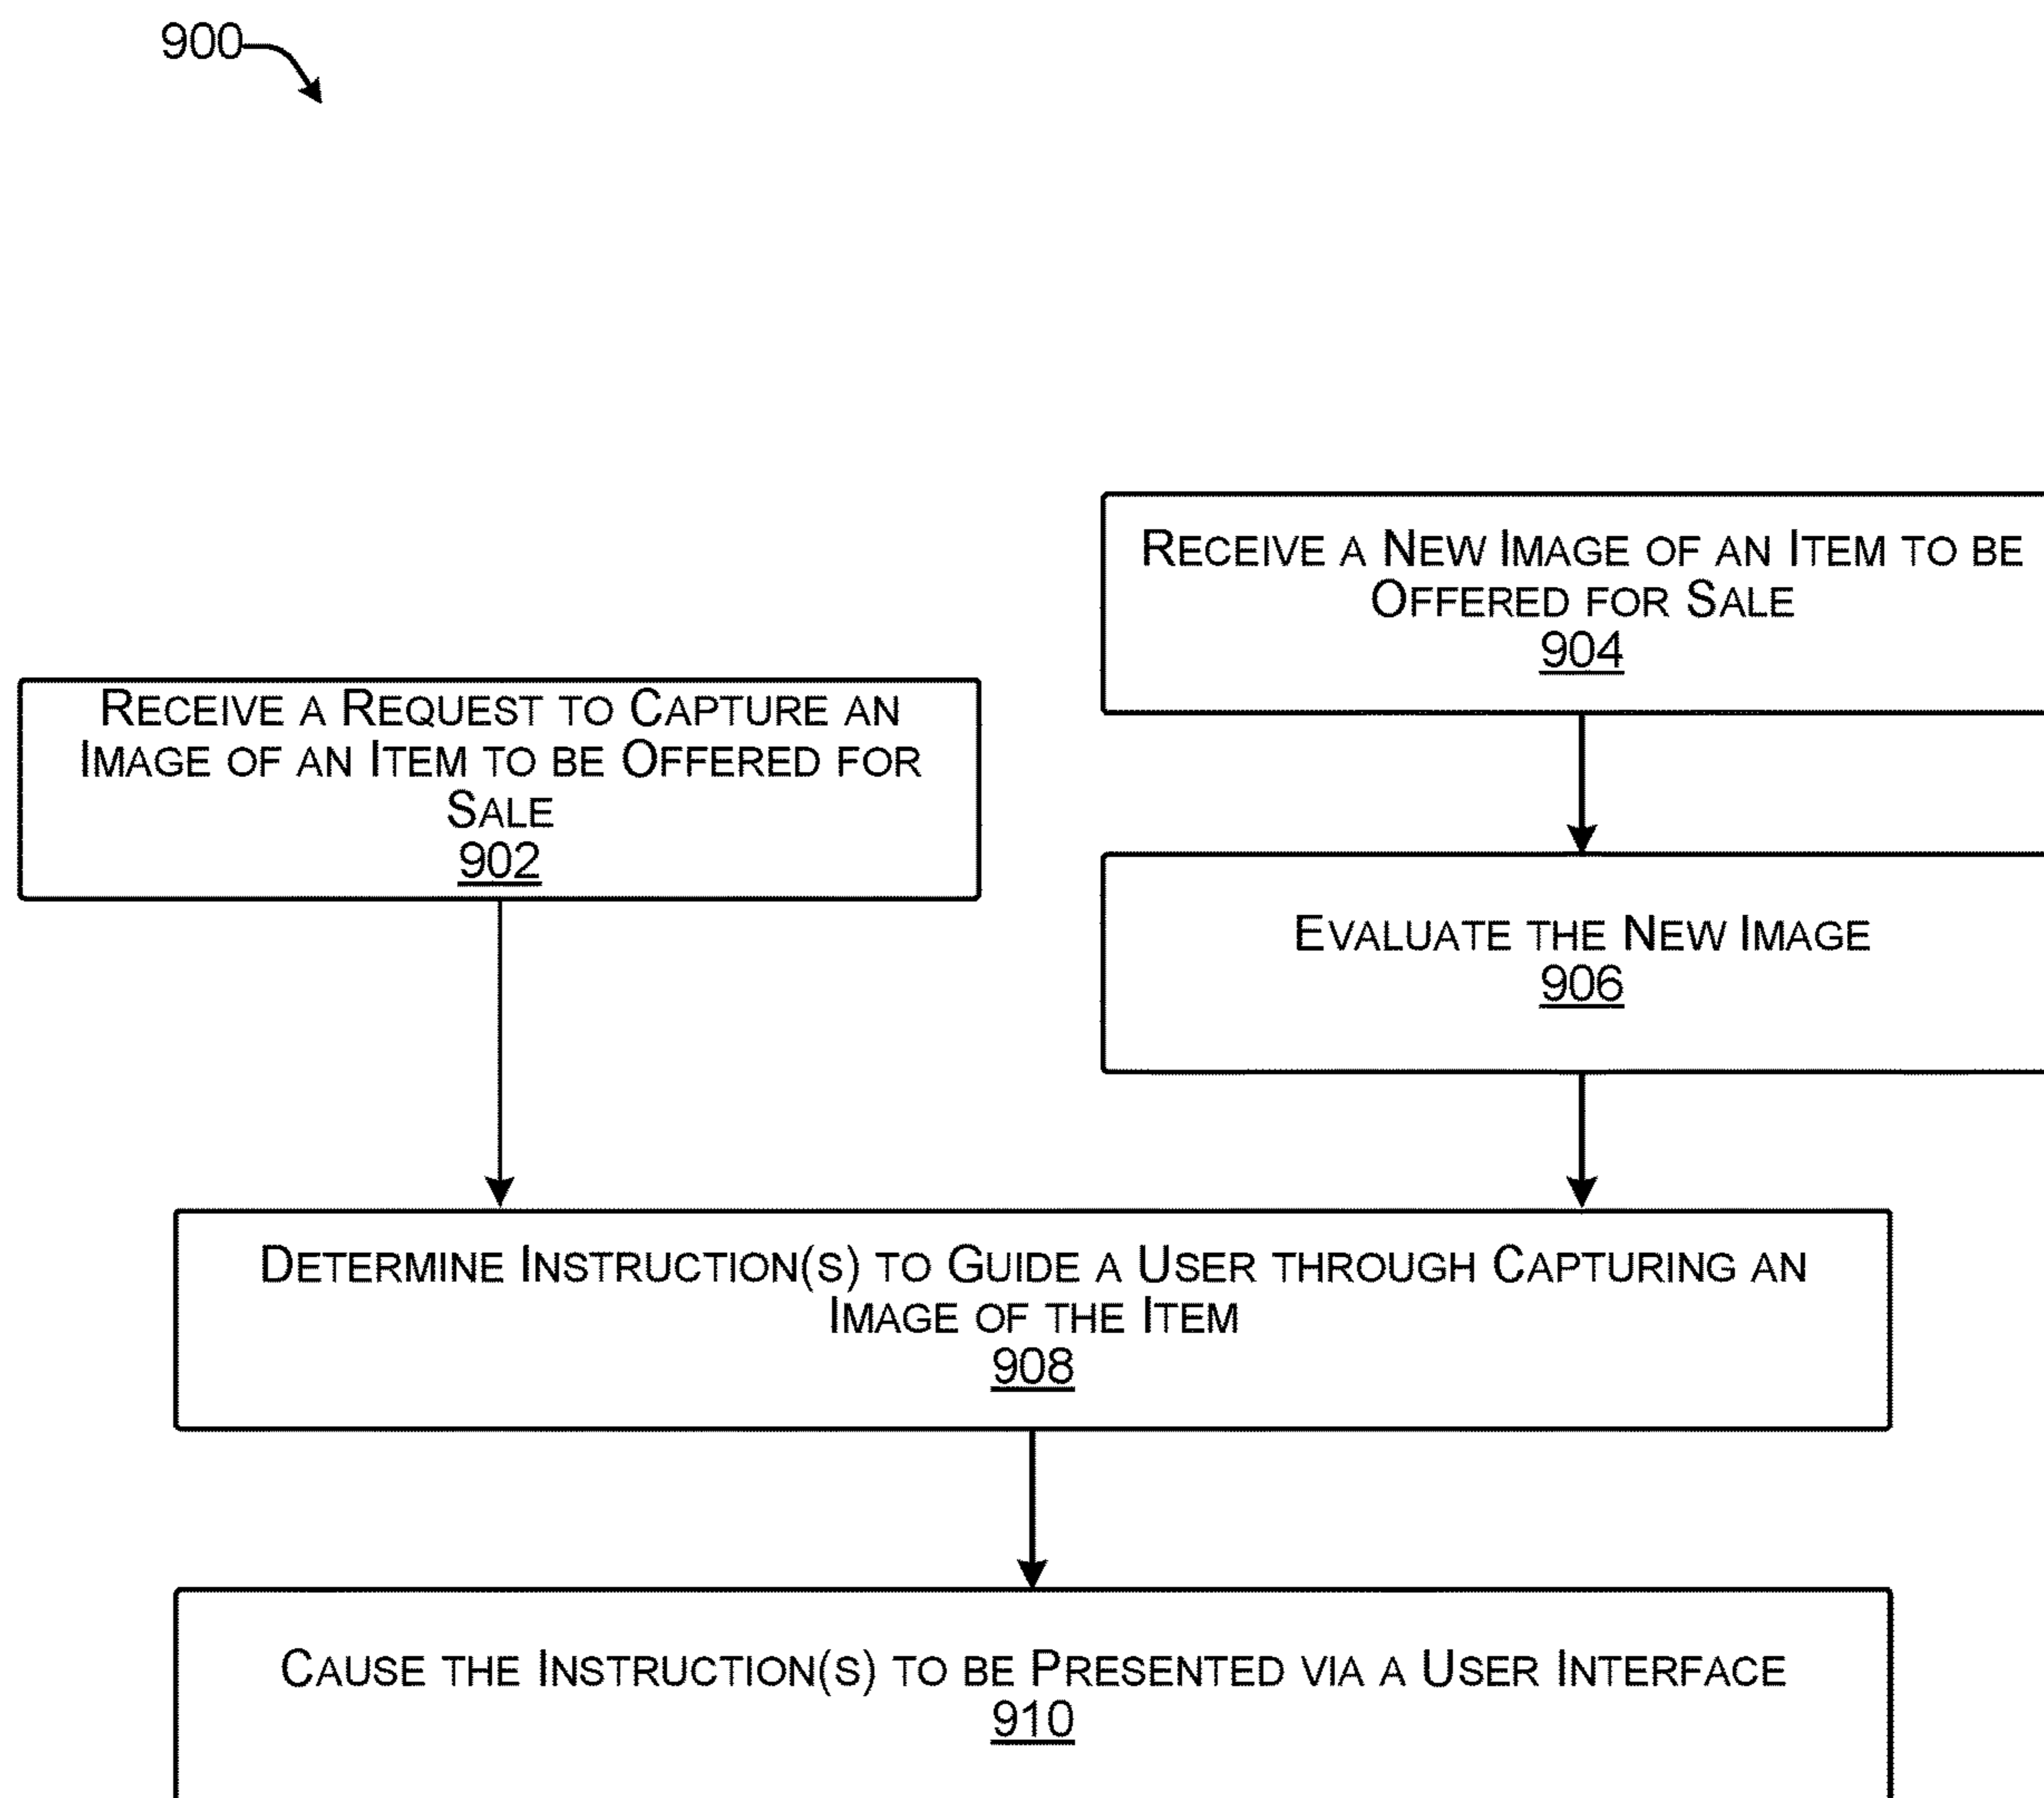 900
RECEIVE A NEW IMAGE OF AN ITEM TO BE
OFFERED FOR SALE
904
RECEIVE A REQUEST TO CAPTURE AN
IMAGE OF AN ITEM TO BE OFFERED FOR
SALE
902
EVALUATE THE NEW IMAGE
906
DETERMINE INSTRUCTION(S) TO GUIDE A USER THROUGH CAPTURING AN
IMAGE OF THE ITEM
908
CAUSE THE INSTRUCTION(S) TO BE PRESENTED VIA A USER INTERFACE
910